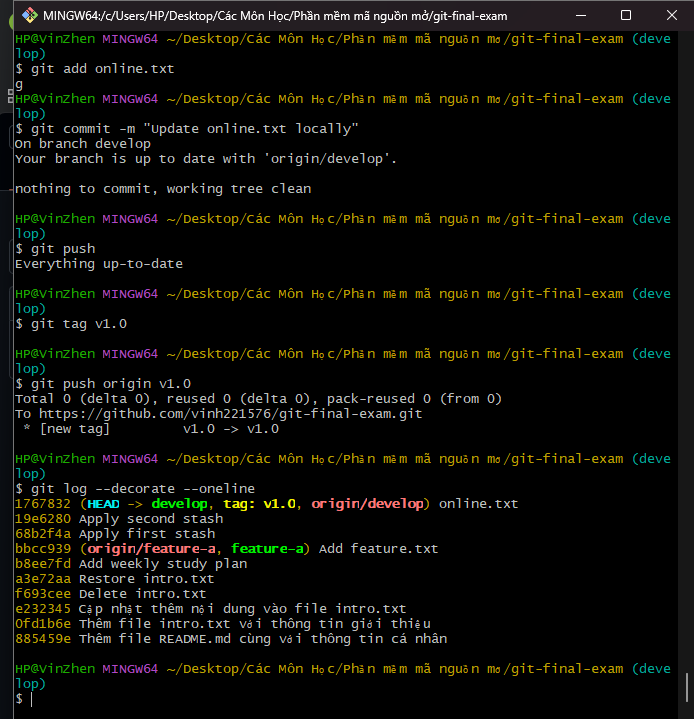 MINGW64:/c/Users/HP/Desktop/Các Môn Học/Phần mềm mã nguồn mở/git-final-exam
HP@VinZhen MINGW64 ~/Desktop/Các Môn Học/Phần mềm mã nguồn mở/git-final-exam (deve
lop)
$ git add online.txt
g
HP@VinZhen MINGW64 ~/Desktop/Các Môn Học/Phần mềm mã nguồn mở/git-final-exam (deve
lop)
$ git commit -m "Update online.txt locally"
On branch develop
Your branch is up to date with 'origin/develop'.
nothing to commit, working tree clean
HP@VinZhen MINGW64 ~/Desktop/Các Môn Học/Phần mềm mã nguồn mở/git-final-exam (deve
lop)
$ git push
Everything up-to-date
HP@VinZhen MINGW64 ~/Desktop/Các Môn Học/Phần mềm mã nguồn mở/git-final-exam (deve
lop)
$ git tag v1.0
HP@VinZhen MINGW64 ~/Desktop/Các Môn Học/Phần mềm mã nguồn mở/git-final-exam (deve
lop)
$ git push origin v1.0
Total 0 (delta 0), reused 0 (delta 0), pack-reused 0 (from 0)
To https://github.com/vinh221576/git-final-exam.git
 * [new tag]         v1.0 -> v1.0
HP@VinZhen MINGW64 ~/Desktop/Các Môn Học/Phần mềm mã nguồn mở/git-final-exam (deve
lop)
$ git log --decorate --oneline
1767832 (HEAD -> develop, tag: v1.0, origin/develop) online.txt
19e6280 Apply second stash
68b2f4a Apply first stash
bbcc939 (origin/feature-a, feature-a) Add feature.txt
b8ee7fd Add weekly study plan
a3e72aa Restore intro.txt
f693cee Delete intro.txt
e232345 Cập nhật thêm nội dung vào file intro.txt
0fd1b6e Thêm file intro.txt với thông tin giới thiệu
885459e Thêm file README.md cùng với thông tin cá nhân
HP@VinZhen MINGW64 ~/Desktop/Các Môn Học/Phần mềm mã nguồn mở/git-final-exam (deve
lop)
$